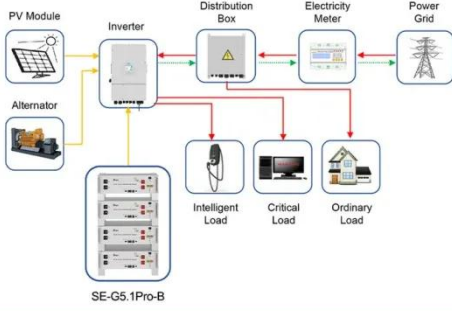 PV Module
Inverter
Distribution
Box
Electricity
Meter
Power
Grid
Alternator
Intelligent
Load
Critical
Load
Ordinary
Load
SE-G5.1Pro-B